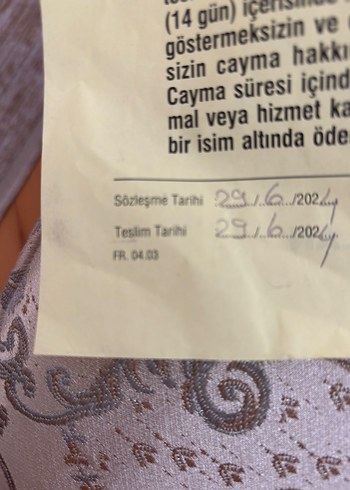 (14 gün) içerisinde
göstermeksizin ve
sizin cayma hakkı
Cayma süresi içind
mal veya hizmet ka
bir isim altında öde
Sözleşme Tarihi 29./.6../2024
Teslim Tarihi 29./.6../2024
FR. 04.03